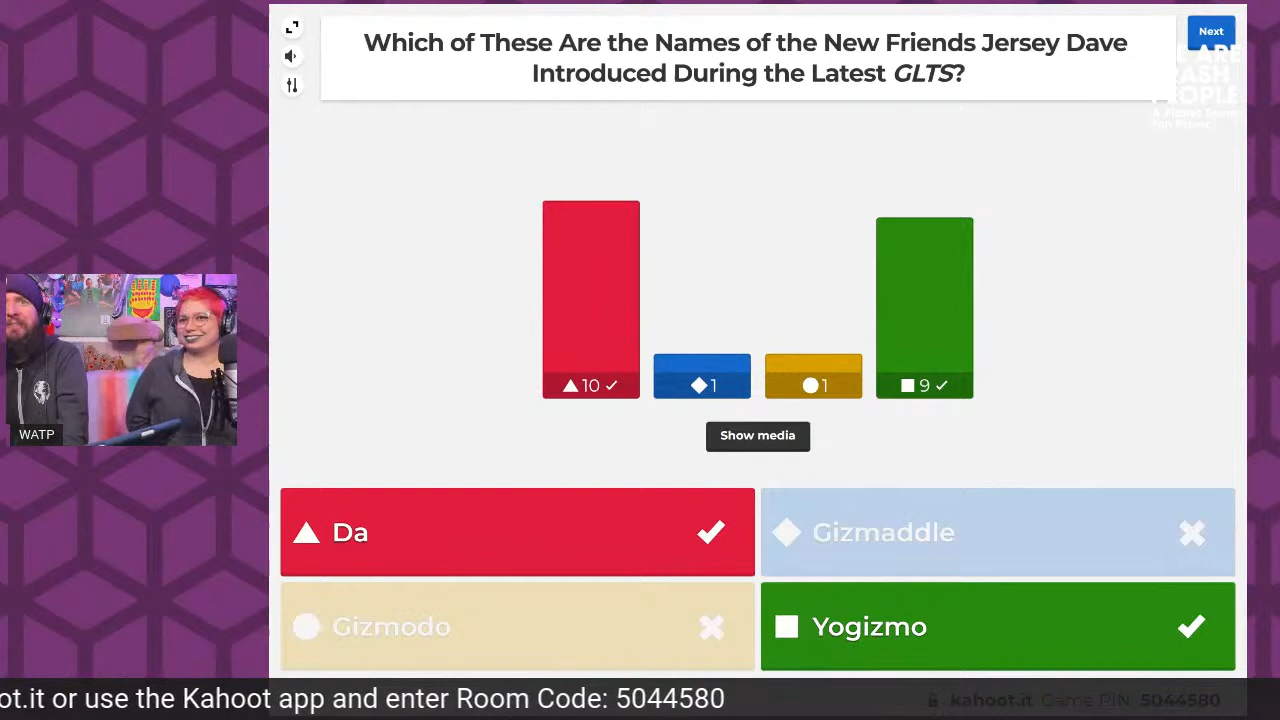 Which of These Are the Names of the New Friends Jersey Dave
Introduced During the Latest GLTS?
Next
10
1
1
9
Show media
WATP
Da
Gizmaddle
Gizmodo
Yogizmo
ot.it or use the Kahoot app and enter Room Code: 5044580
kahoot.it Game PIN: 5044580